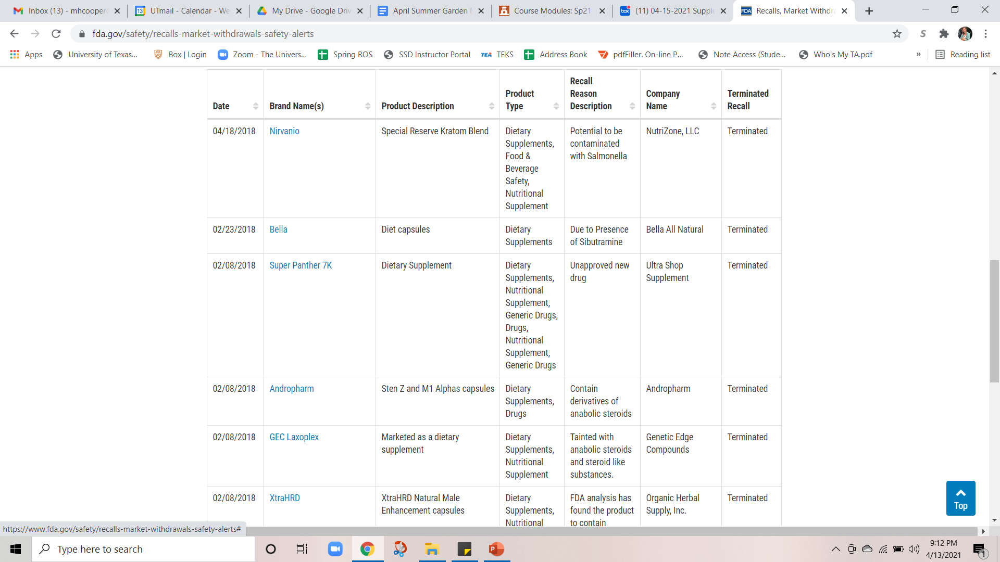 Inbox (13) - mhcooper
UTmail - Calendar - We
My Drive - Google Driv
April Summer Garden
Course Modules: Sp21
(11) 04-15-2021 Supple
Recalls, Market Withdra
fda.gov/safety/recalls-market-withdrawals-safety-alerts
Apps
University of Texas...
Box | Login
Zoom - The Univers...
Spring ROS
SSD Instructor Portal
TEA TEKS
Address Book
pdfFiller. On-line P...
Note Access (Stude...
Who's My TA.pdf
»
Reading list
Date
Brand Name(s)
Product Description
Product
Type
Recall
Reason
Description
Company
Name
Terminated
Recall
04/18/2018
Nirvanio
Special Reserve Kratom Blend
Dietary
Supplements,
Food &
Beverage
Safety,
Nutritional
Supplement
Potential to be
contaminated
with Salmonella
NutriZone, LLC
Terminated
02/23/2018
Bella
Diet capsules
Dietary
Supplements
Due to Presence
of Sibutramine
Bella All Natural
Terminated
02/08/2018
Super Panther 7K
Dietary Supplement
Dietary
Supplements,
Nutritional
Supplement,
Generic Drugs,
Drugs,
Nutritional
Supplement,
Generic Drugs
Unapproved new
drug
Ultra Shop
Supplement
Terminated
02/08/2018
Andropharm
Sten Z and M1 Alphas capsules
Dietary
Supplements,
Drugs
Contain
derivatives of
anabolic steroids
Andropharm
Terminated
02/08/2018
GEC Laxoplex
Marketed as a dietary
supplement
Dietary
Supplements,
Nutritional
Supplement
Tainted with
anabolic steroids
and steroid like
substances.
Genetic Edge
Compounds
Terminated
02/08/2018
XtraHRD
XtraHRD Natural Male
Enhancement capsules
Dietary
Supplements,
Nutritional
FDA analysis has
found the product
to contain
Organic Herbal
Supply, Inc.
Terminated
Top
https://www.fda.gov/safety/recalls-market-withdrawals-safety-alerts#
Type here to search
9:12 PM
4/13/2021
1